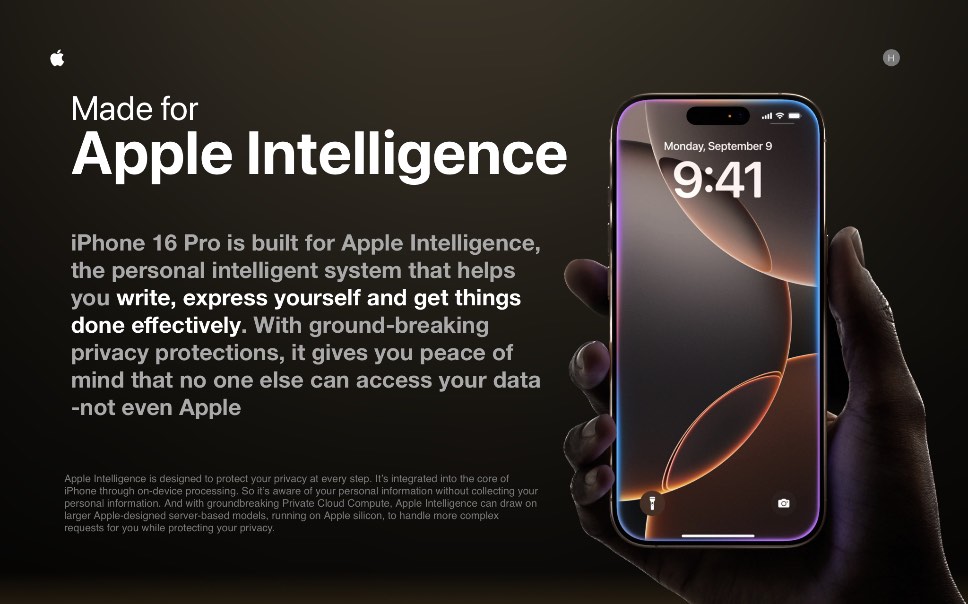 H
Made for
Apple Intelligence
Monday, September 9
9:41
iPhone 16 Pro is built for Apple Intelligence,
the personal intelligent system that helps
you write, express yourself and get things
done effectively. With ground-breaking
privacy protections, it gives you peace of
mind that no one else can access your data
-not even Apple
Apple Intelligence is designed to protect your privacy at every step. It's integrated into the core of
iPhone through on-device processing. So it's aware of your personal information without collecting your
personal information. And with groundbreaking Private Cloud Compute, Apple Intelligence can draw on
larger Apple-designed server-based models, running on Apple silicon, to handle more complex
requests for you while protecting your privacy.